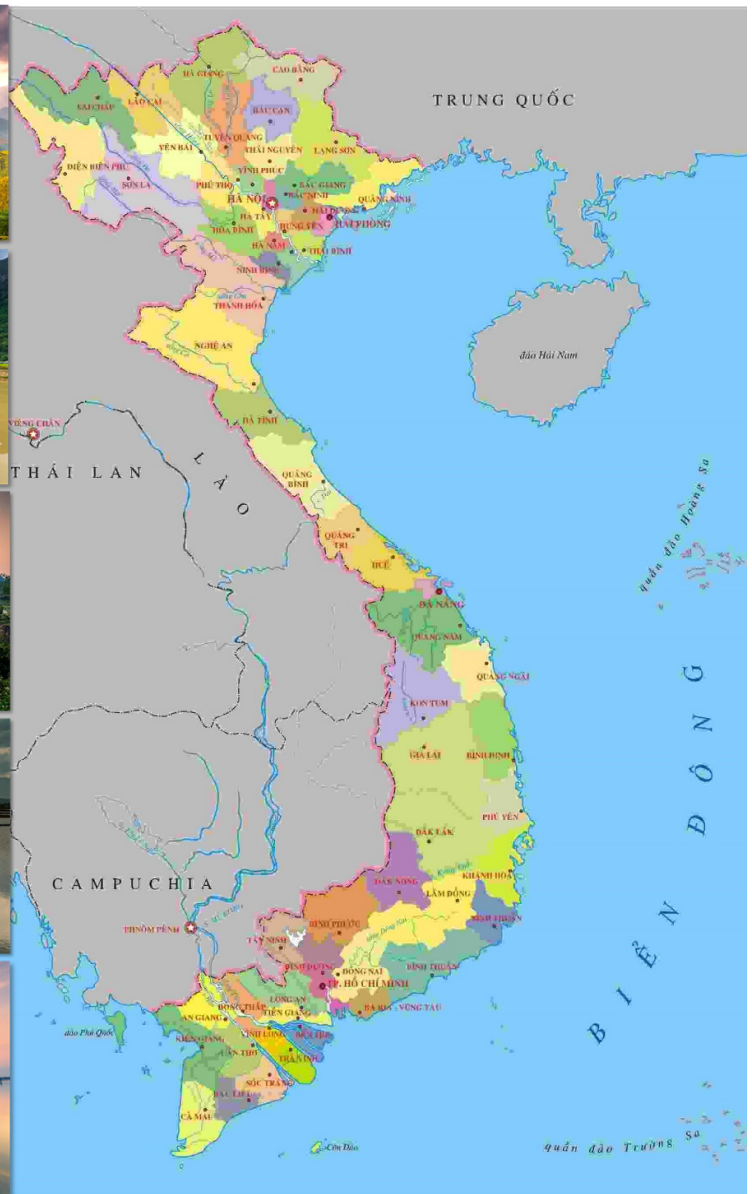 TRUNG QUỐC
HÀ GIANG
CAO BẰNG
LÀO CAI
BẮC CẠN
TUYÊN QUANG
YÊN BÁI
THÁI NGUYÊN
LẠNG SƠN
ĐIỆN BIÊN PHỦ
SƠN LA
VĨNH PHÚC
PHÚ THỌ
BẮC GIANG
BẮC NINH
QUẢNG NINH
HÀ NỘI
HẢI PHÒNG
HÀ TÂY
HƯNG YÊN
HÒA BÌNH
HÀ NAM
THÁI BÌNH
NINH BÌNH
THANH HÓA
NGHỆ AN
đảo Hải Nam
HÀ TĨNH
VIÊNG CHĂN
THÁI LAN
LÀO
QUẢNG
BÌNH
quần đảo Hoàng Sa
QUẢNG
TRỊ
HUẾ
ĐÀ NẴNG
QUẢNG NAM
QUẢNG NGÃI
KON TUM
GIA LAI
BÌNH ĐỊNH
BIỂN ĐÔNG
PHÚ YÊN
ĐĂK LĂK
KHÁNH HÒA
CAMPUCHIA
ĐĂK NÔNG
LÂM ĐỒNG
NINH THUẬN
BÌNH PHƯỚC
PHNÔM PÊNH
TÂY NINH
BÌNH DƯƠNG
ĐỒNG NAI
BÌNH THUẬN
TP. HỒ CHÍ MINH
LONG AN
BÀ RỊA - VŨNG TÀU
ĐỒNG THÁP
TIỀN GIANG
AN GIANG
đảo Phú Quốc
KIÊN GIANG
VĨNH LONG
BẾN TRE
CẦN THƠ
TRÀ VINH
SÓC TRĂNG
BẠC LIÊU
CÀ MAU
Côn Đảo
quần đảo Trường Sa